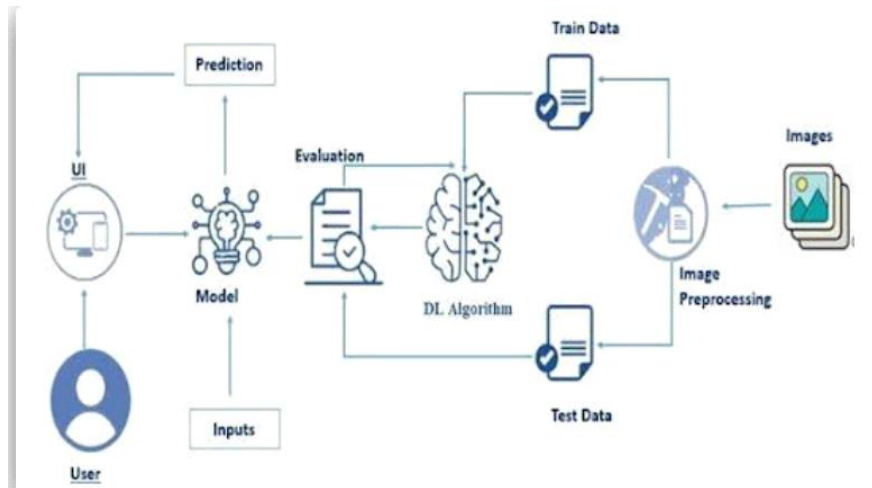 Train Data
Prediction
Images
Evaluation
UI
Image
Preprocessing
Model
DL Algorithm
Test Data
Inputs
User